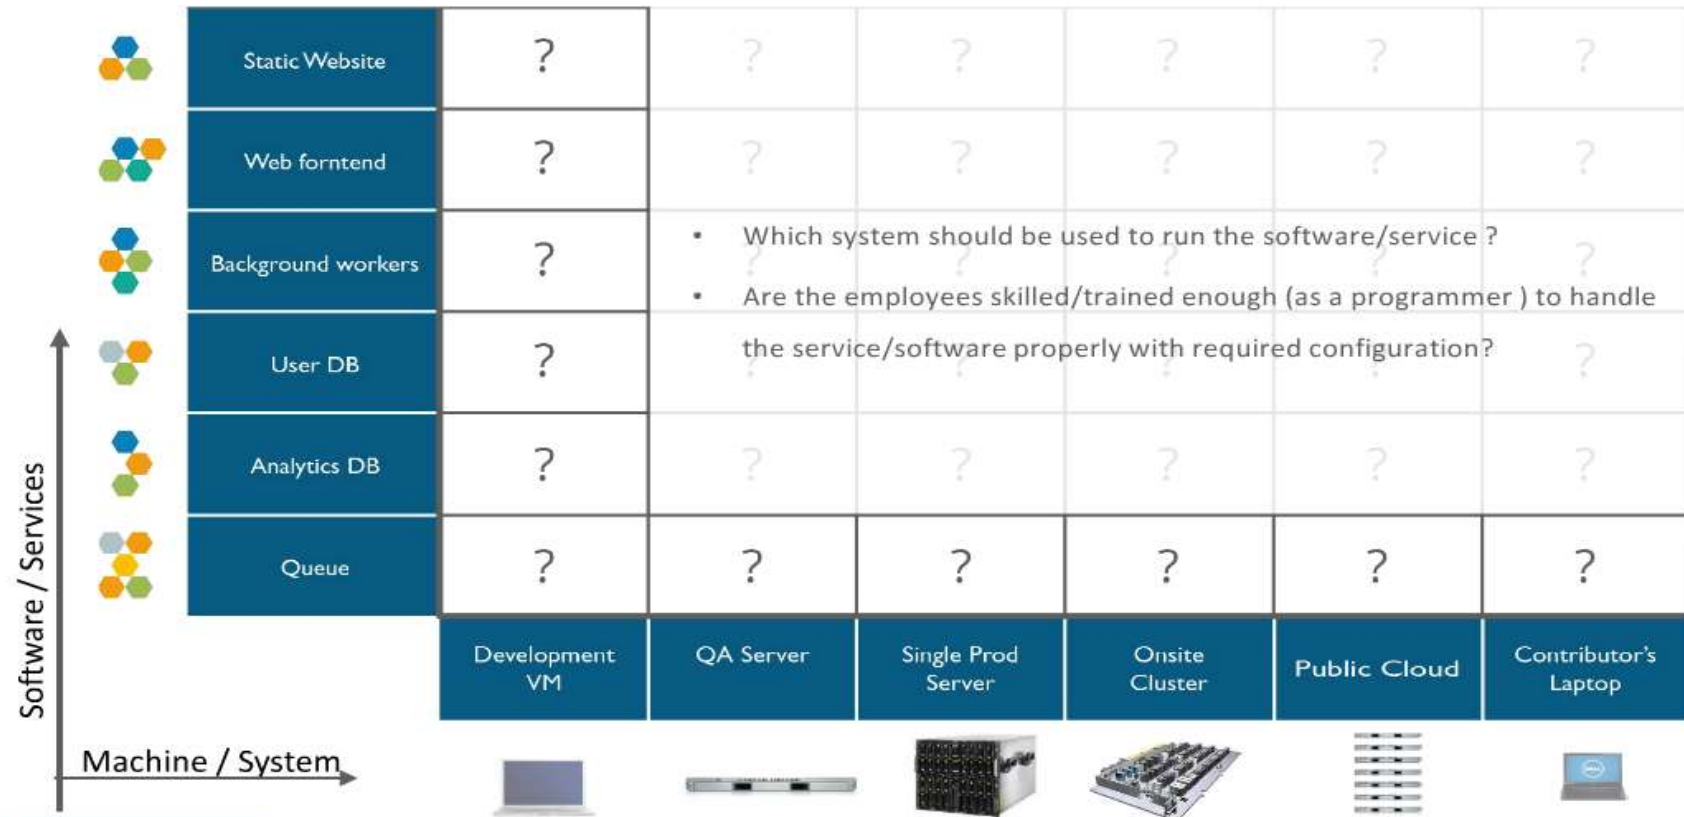 Static Website ? ? ? ? ? ?
Web forntend ? ? ? ? ? ?
• Which system should be used to run the software/service ?
Background workers ? ? ? ? ? ?
• Are the employees skilled/trained enough (as a programmer ) to handle
the service/software properly with required configuration?
User DB ? ? ? ? ? ?
Analytics DB ? ? ? ? ? ?
Queue ? ? ? ? ? ?
Software / Services
Development
VM
QA Server
Single Prod
Server
Onsite
Cluster
Public Cloud
Contributor's
Laptop
Machine / System
DELL